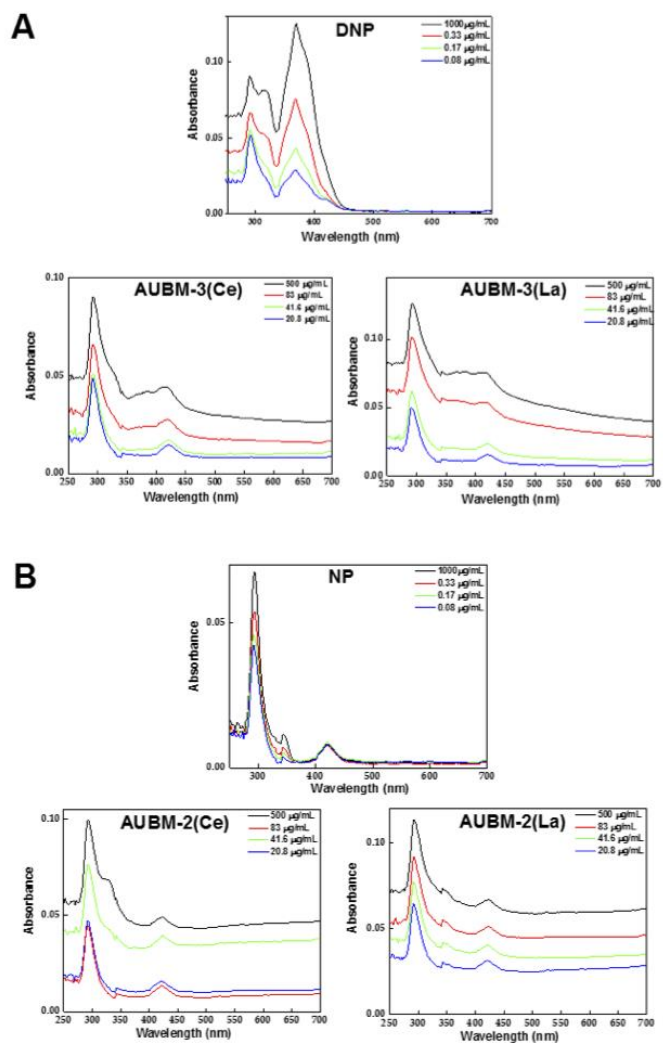 A
DNP
1000 µg/mL
0.33 µg/mL
0.17 µg/mL
0.08 µg/mL
Absorbance
0.10
0.05
0.00
300 400 500 600 700
Wavelength (nm)
AUBM-3(Ce)
500 µg/mL
83 µg/mL
41.6 µg/mL
20.8 µg/mL
Absorbance
0.10
0.05
0.00
250 300 350 400 450 500 550 600 650 700
Wavelength (nm)
AUBM-3(La)
500 µg/mL
83 µg/mL
41.6 µg/mL
20.8 µg/mL
Absorbance
0.10
0.05
0.00
250 300 350 400 450 500 550 600 650 700
Wavelength (nm)
B
NP
1000 µg/mL
0.33 µg/mL
0.17 µg/mL
0.08 µg/mL
Absorbance
0.05
0.00
300 400 500 600 700
Wavelength (nm)
AUBM-2(Ce)
500 µg/mL
83 µg/mL
41.6 µg/mL
20.8 µg/mL
Absorbance
0.10
0.05
0.00
250 300 350 400 450 500 550 600 650 700
Wavelength (nm)
AUBM-2(La)
500 µg/mL
83 µg/mL
41.6 µg/mL
20.8 µg/mL
Absorbance
0.10
0.05
0.00
250 300 350 400 450 500 550 600 650 700
Wavelength (nm)